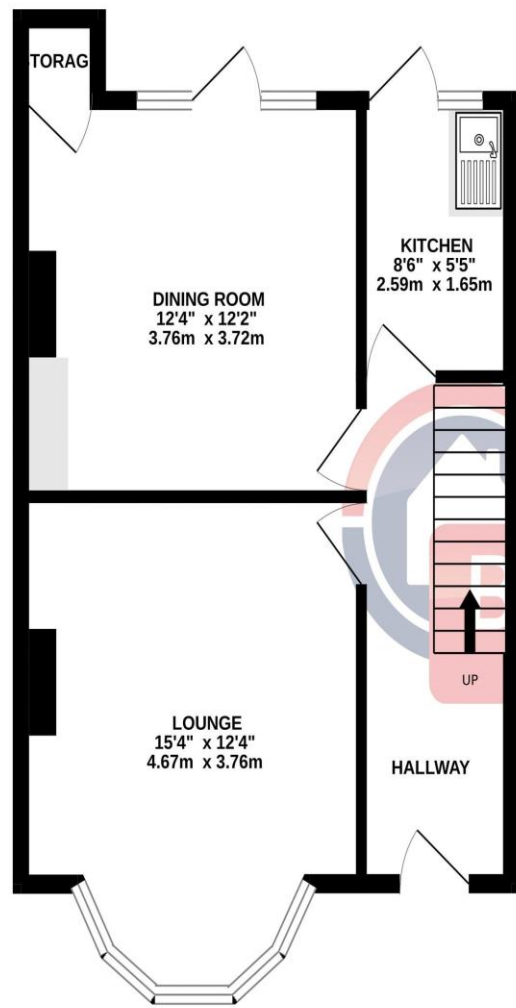 TORAG
KITCHEN
8'6" x 5'5"
2.59m x 1.65m
DINING ROOM
12'4" x 12'2"
3.76m x 3.72m
B
UP
LOUNGE
15'4" x 12'4"
4.67m x 3.76m
HALLWAY